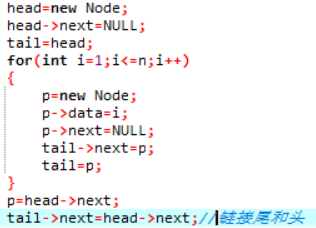 head=new Node;
head->next=NULL;
tail=head;
for(int i=1;i<=n;i++)
{
p=new Node;
p->data=i;
p->next=NULL;
tail->next=p;
tail=p;
}
p=head->next;
tail->next=head->next;//链接尾和头